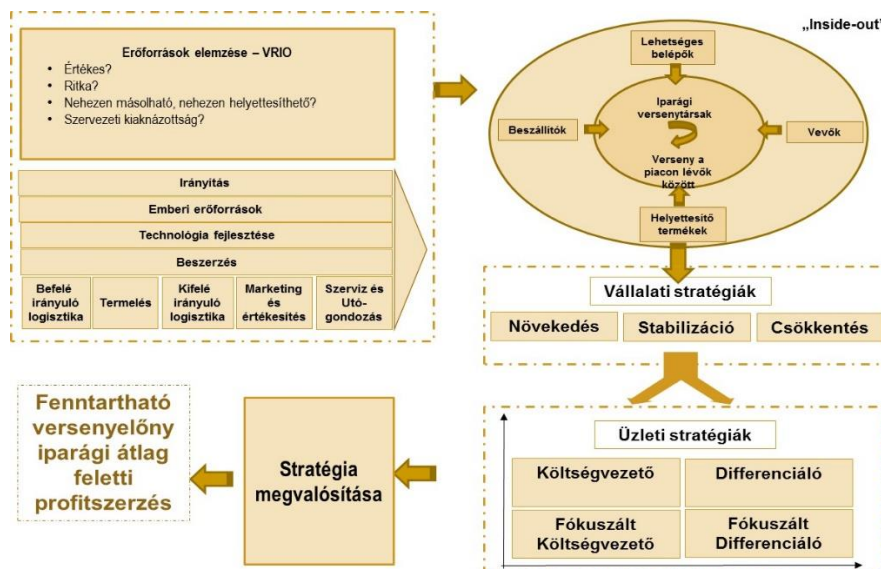 Erőforrások elemzése – VRIO
• Értékes?
• Ritka?
• Nehezen másolható, nehezen helyettesíthető?
• Szervezeti kiaknázottság?
Irányítás
Emberi erőforrások
Technológia fejlesztése
Beszerzés
Befelé
irányuló
logisztika
Termelés
Kifelé
irányuló
logisztika
Marketing
és
értékesítés
Szerviz és
Utó-
gondozás
„Inside-out”
Lehetséges
belépők
Iparági
versenytársak
Beszállítók
Vevők
Verseny a
piacon lévők
között
Helyettesítő
termékek
Vállalati stratégiák
Növekedés
Stabilizáció
Csökkentés
Üzleti stratégiák
Költségvezető
Differenciáló
Fókuszált
Költségvezető
Fókuszált
Differenciáló
Stratégia
megvalósítása
Fenntartható
versenyelőny
iparági átlag
feletti
profitszerzés